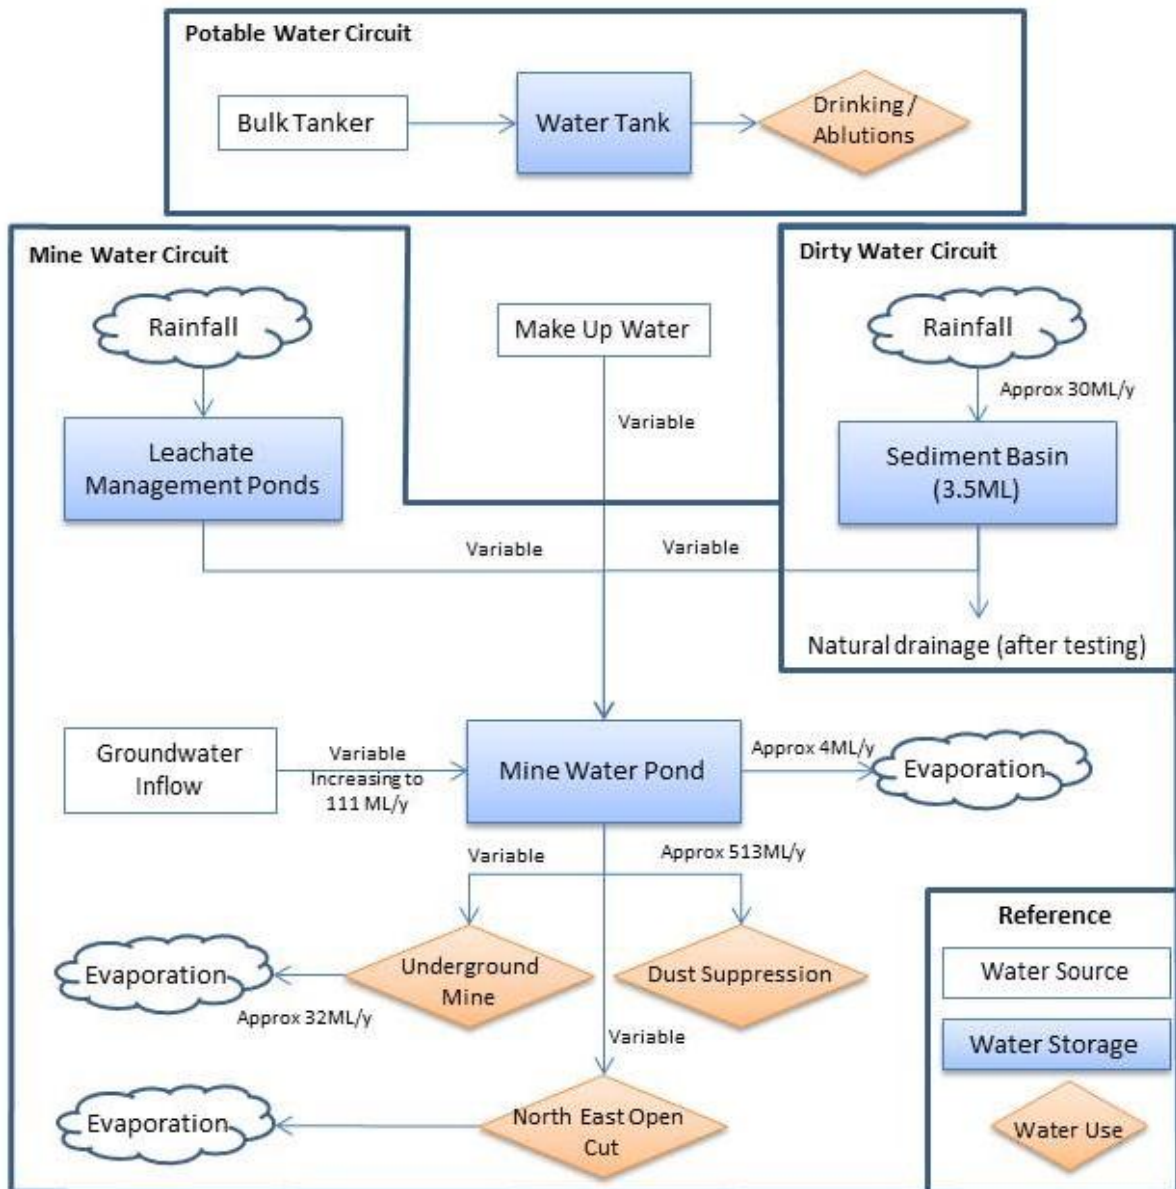 Potable Water Circuit
Bulk Tanker
Water Tank
Drinking /
Ablutions
Mine Water Circuit
Rainfall
Leachate
Management Ponds
Make Up Water
Variable
Dirty Water Circuit
Rainfall
Approx 30ML/y
Sediment Basin
(3.5ML)
Variable
Variable
Natural drainage (after testing)
Groundwater
Inflow
Variable
Increasing to
111 ML/y
Mine Water Pond
Approx 4ML/y
Evaporation
Variable
Approx 513ML/y
Evaporation
Approx 32ML/y
Underground
Mine
Dust Suppression
Variable
Evaporation
North East Open
Cut
Reference
Water Source
Water Storage
Water Use